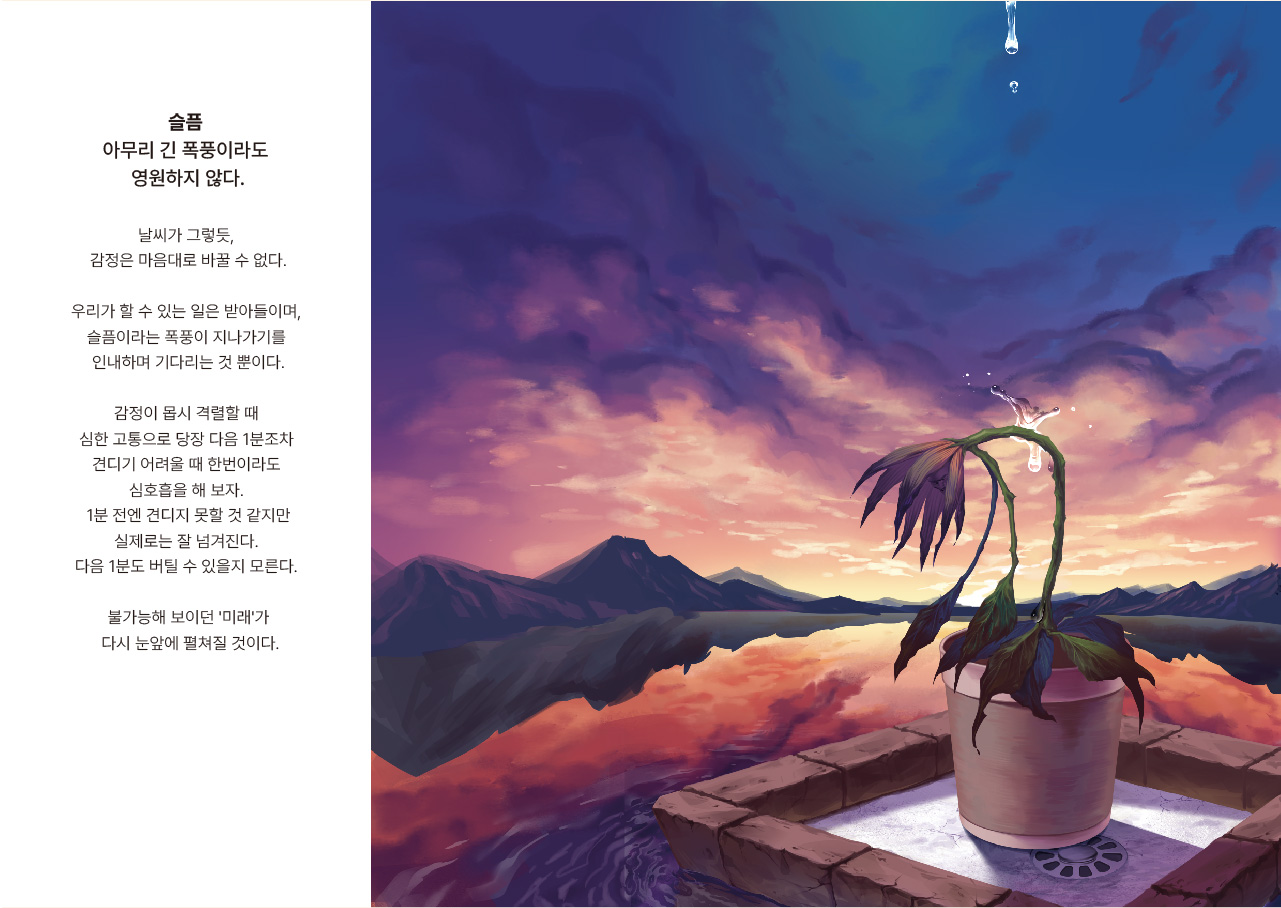 슬픔
아무리 긴 폭풍이라도
영원하지 않다.
날씨가 그렇듯,
감정은 마음대로 바꿀 수 없다.
우리가 할 수 있는 일은 받아들이며,
슬픔이라는 폭풍이 지나가기를
인내하며 기다리는 것 뿐이다.
감정이 몹시 격렬할 때
심한 고통으로 당장 다음 1분조차
견디기 어려울 때 한번이라도
심호흡을 해 보자.
1분 전엔 견디지 못할 것 같지만
실제로는 잘 넘겨진다.
다음 1분도 버틸 수 있을지 모른다.
불가능해 보이던 '미래'가
다시 눈앞에 펼쳐질 것이다.